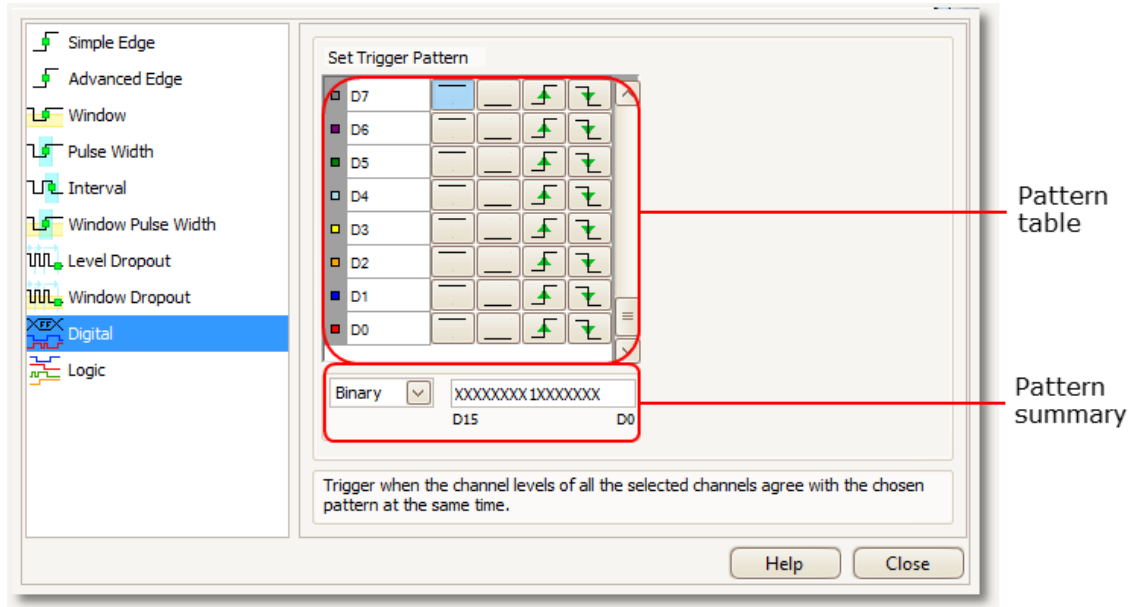 Simple Edge
Advanced Edge
Window
Pulse Width
Interval
Window Pulse Width
Level Dropout
Window Dropout
FF
Digital
Logic
Set Trigger Pattern
D7
D6
D5
D4
D3
D2
D1
D0
Binary XXXXXXXX1XXXXXXX
D15 D0
Trigger when the channel levels of all the selected channels agree with the chosen
pattern at the same time.
Help Close
Pattern
table
Pattern
summary